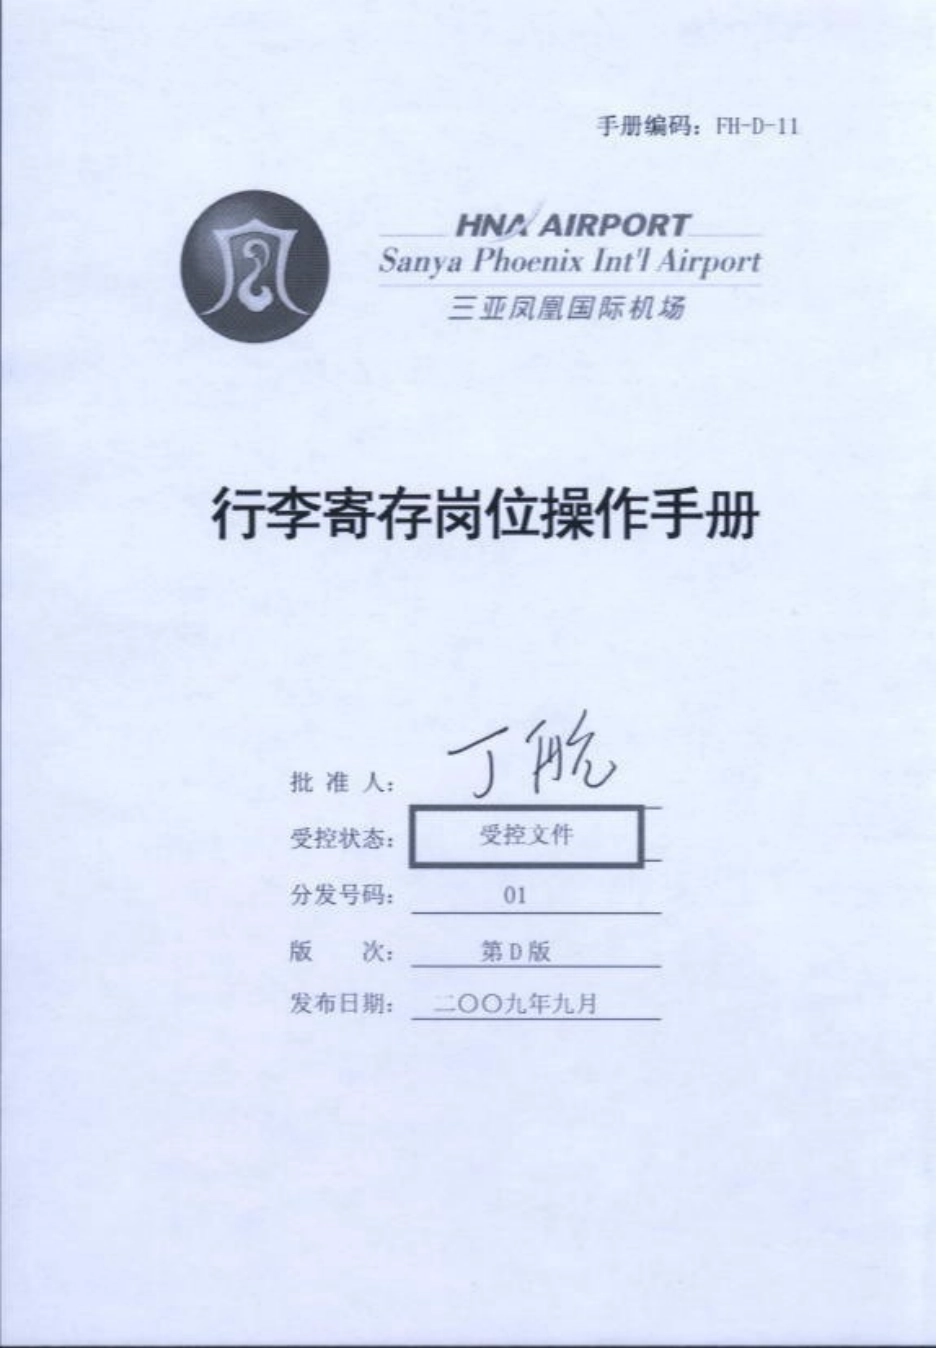 手册编码：FH-D-11
HNA AIRPORT
Sanya Phoenix Int'l Airport
三亚凤凰国际机场
行李寄存岗位操作手册
批 准 人：
受控状态： 受控文件
分发号码： 01
版　　次： 第 D 版
发布日期： 二〇〇九年九月